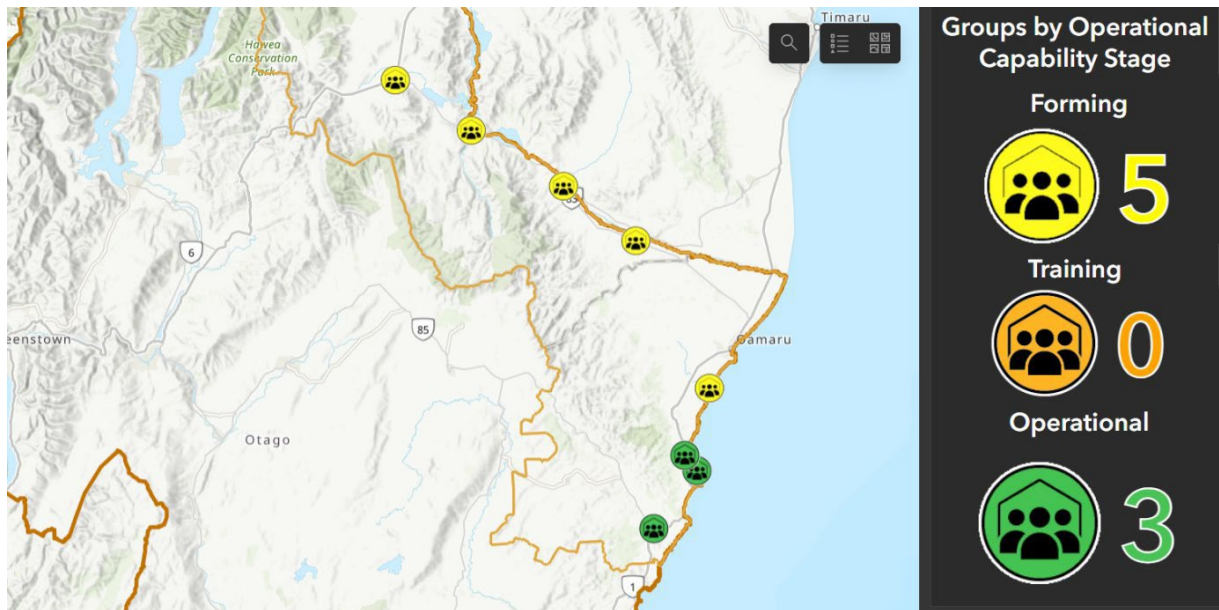 Timaru
Hawea
Conservation
Park
83
6
85
eenstown
Oamaru
Otago
1
Groups by Operational
Capability Stage
Forming
5
Training
0
Operational
3